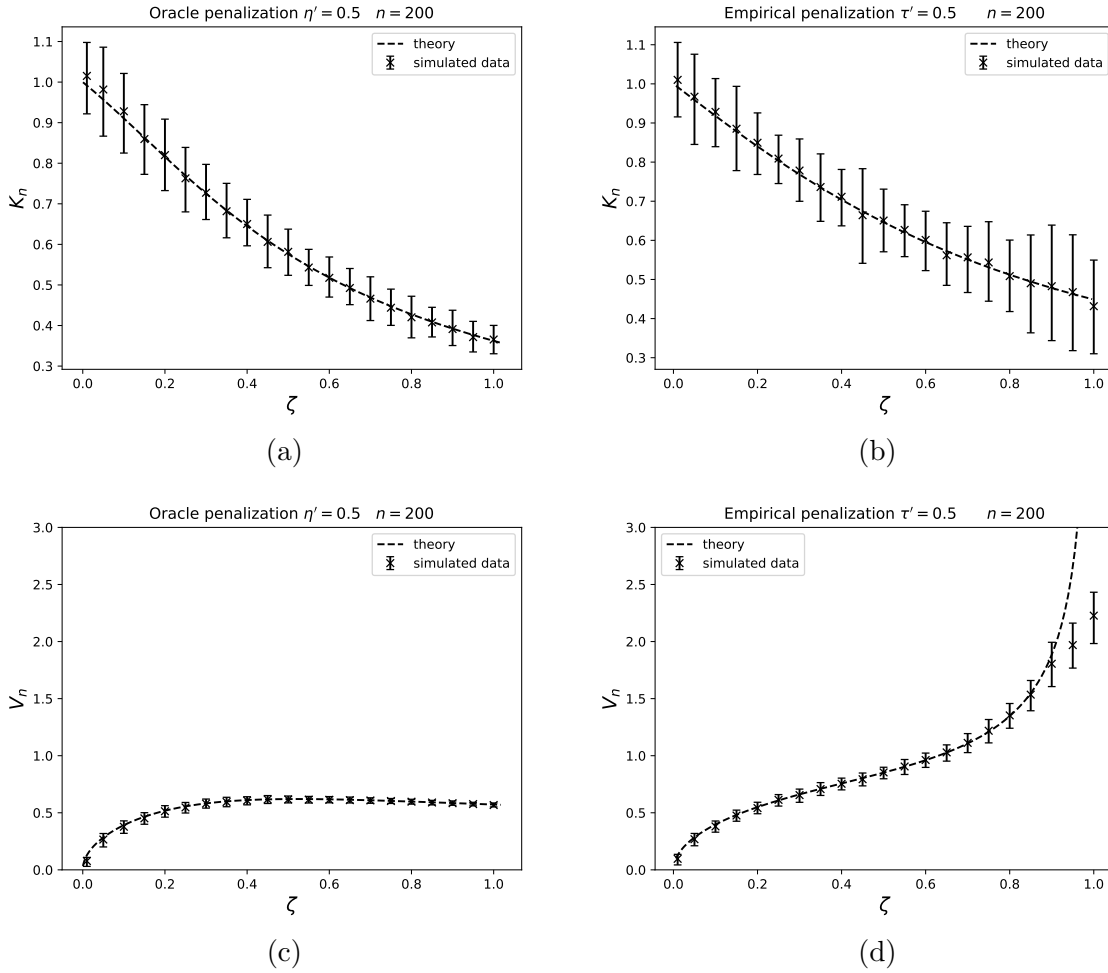 Oracle penalization η′ = 0.5 n = 200
theory
simulated data
K_n
1.1
1.0
0.9
0.8
0.7
0.6
0.5
0.4
0.3
0.0 0.2 0.4 0.6 0.8 1.0
ζ
(a)
Empirical penalization τ′ = 0.5 n = 200
theory
simulated data
K_n
1.1
1.0
0.9
0.8
0.7
0.6
0.5
0.4
0.3
0.0 0.2 0.4 0.6 0.8 1.0
ζ
(b)
Oracle penalization η′ = 0.5 n = 200
theory
simulated data
V_n
3.0
2.5
2.0
1.5
1.0
0.5
0.0
0.0 0.2 0.4 0.6 0.8 1.0
ζ
(c)
Empirical penalization τ′ = 0.5 n = 200
theory
simulated data
V_n
3.0
2.5
2.0
1.5
1.0
0.5
0.0
0.0 0.2 0.4 0.6 0.8 1.0
ζ
(d)